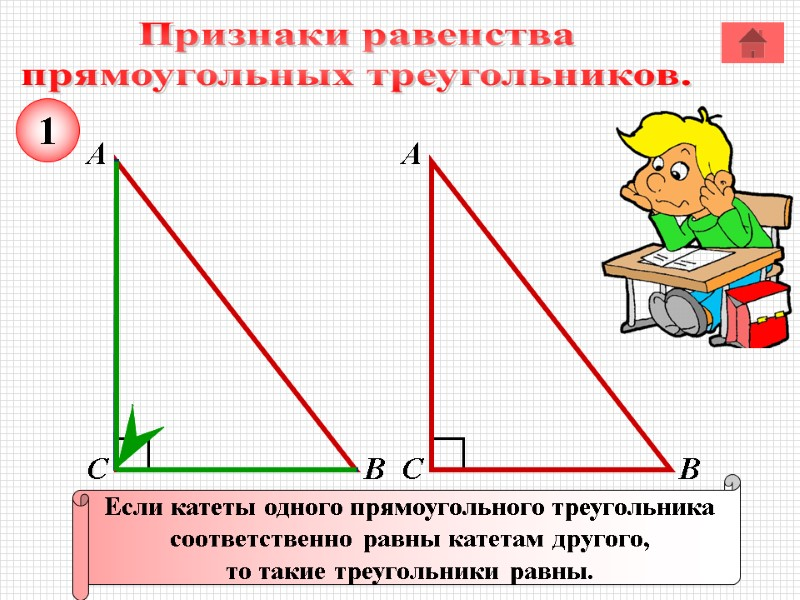 Признаки равенства
прямоугольных треугольников.
1
A
A
C
B
C
B
Если катеты одного прямоугольного треугольника
соответственно равны катетам другого,
то такие треугольники равны.